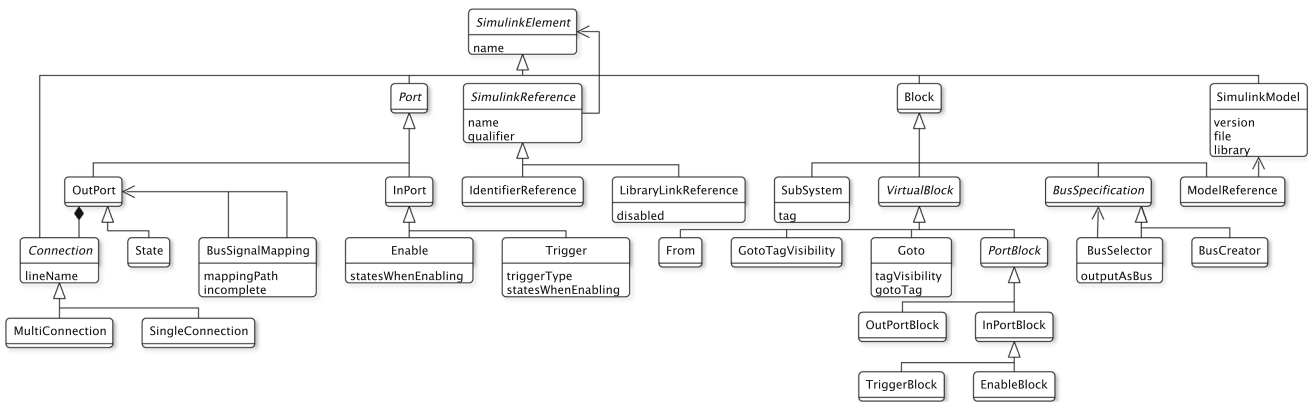 SimulinkElement
name
Port
SimulinkReference
name
qualifier
Block
SimulinkModel
version
file
library
OutPort
InPort
IdentifierReference
LibraryLinkReference
disabled
SubSystem
tag
VirtualBlock
BusSpecification
ModelReference
Connection
lineName
State
BusSignalMapping
mappingPath
incomplete
Enable
statesWhenEnabling
Trigger
triggerType
statesWhenEnabling
From
GotoTagVisibility
Goto
tagVisibility
gotoTag
PortBlock
BusSelector
outputAsBus
BusCreator
MultiConnection
SingleConnection
OutPortBlock
InPortBlock
TriggerBlock
EnableBlock